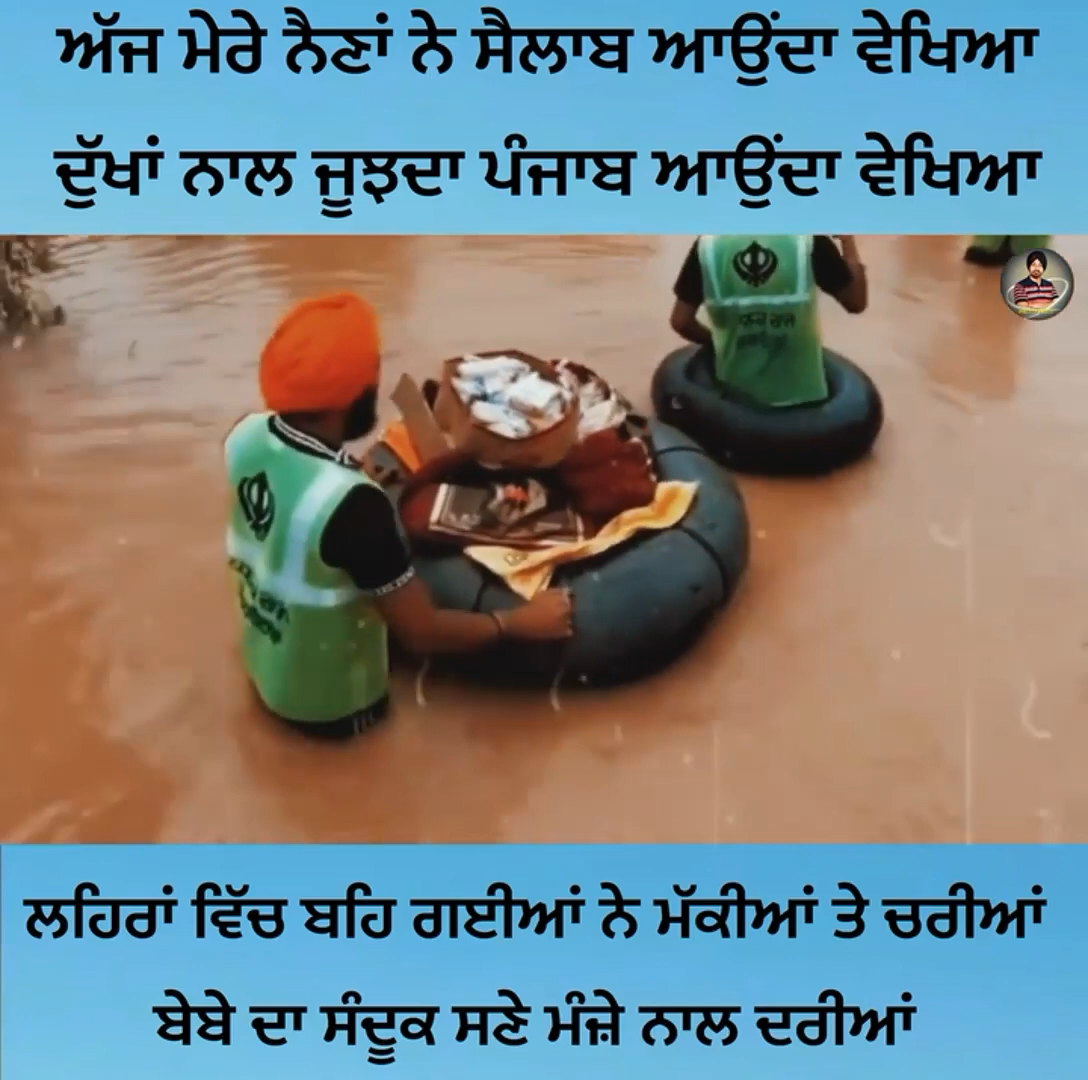 ਅੱਜ ਮੇਰੇ ਨੈਣਾਂ ਨੇ ਸੈਲਾਬ ਆਉਂਦਾ ਵੇਖਿਆ
ਦੁੱਖਾਂ ਨਾਲ ਜੂਝਦਾ ਪੰਜਾਬ ਆਉਂਦਾ ਵੇਖਿਆ
ਲਹਿਰਾਂ ਵਿੱਚ ਬਹਿ ਗਈਆਂ ਨੇ ਮੱਕੀਆਂ ਤੇ ਚਰੀਆਂ
ਬੇਬੇ ਦਾ ਸੰਦੂਕ ਸਣੇ ਮੰਜ਼ੇ ਨਾਲ ਦਰੀਆਂ